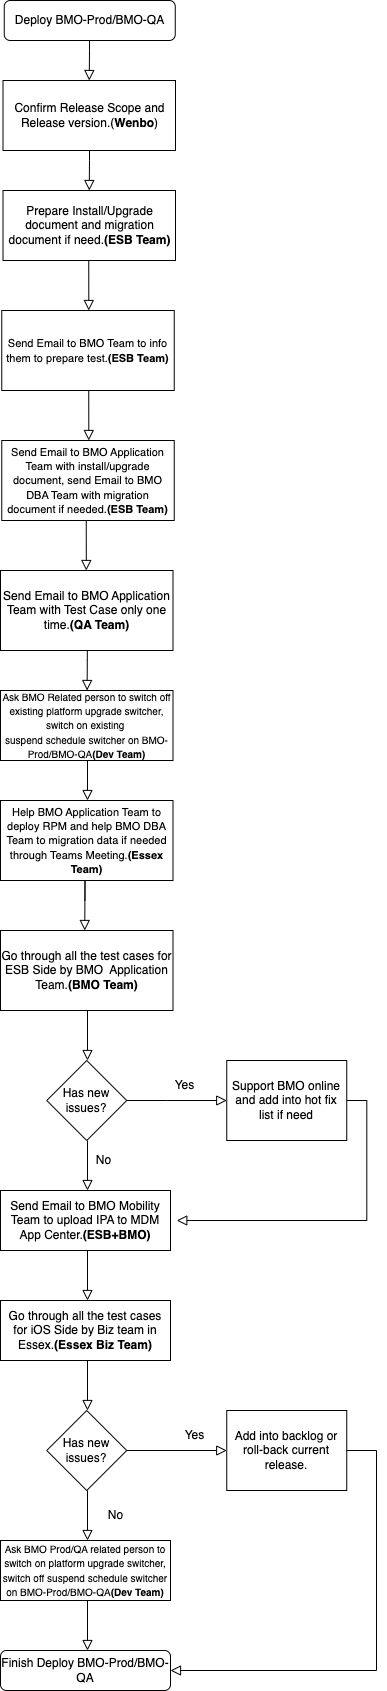 Deploy BMO-Prod/BMO-QA
Confirm Release Scope and
Release version.(Wenbo)
Prepare Install/Upgrade
document and migration
document if need.(ESB Team)
Send Email to BMO Team to info
them to prepare test.(ESB Team)
Send Email to BMO Application
Team with install/upgrade
document, send Email to BMO
DBA Team with migration
document if needed.(ESB Team)
Send Email to BMO Application
Team with Test Case only one
time.(QA Team)
Ask BMO Related person to switch off
existing platform upgrade switcher,
switch on existing
suspend schedule switcher on BMO-
Prod/BMO-QA(Dev Team)
Help BMO Application Team to
deploy RPM and help BMO DBA
Team to migration data if needed
through Teams Meeting.(Essex
Team)
Go through all the test cases for
ESB Side by BMO Application
Team.(BMO Team)
Has new
issues?
Yes
Support BMO online
and add into hot fix
list if need
No
Send Email to BMO Mobility
Team to upload IPA to MDM
App Center.(ESB+BMO)
Go through all the test cases
for iOS Side by Biz team in
Essex.(Essex Biz Team)
Has new
issues?
Yes
Add into backlog or
roll-back current
release.
No
Ask BMO Prod/QA related person to
switch on platform upgrade switcher,
switch off suspend schedule switcher
on BMO-Prod/BMO-QA(Dev Team)
Finish Deploy BMO-Prod/BMO-
QA